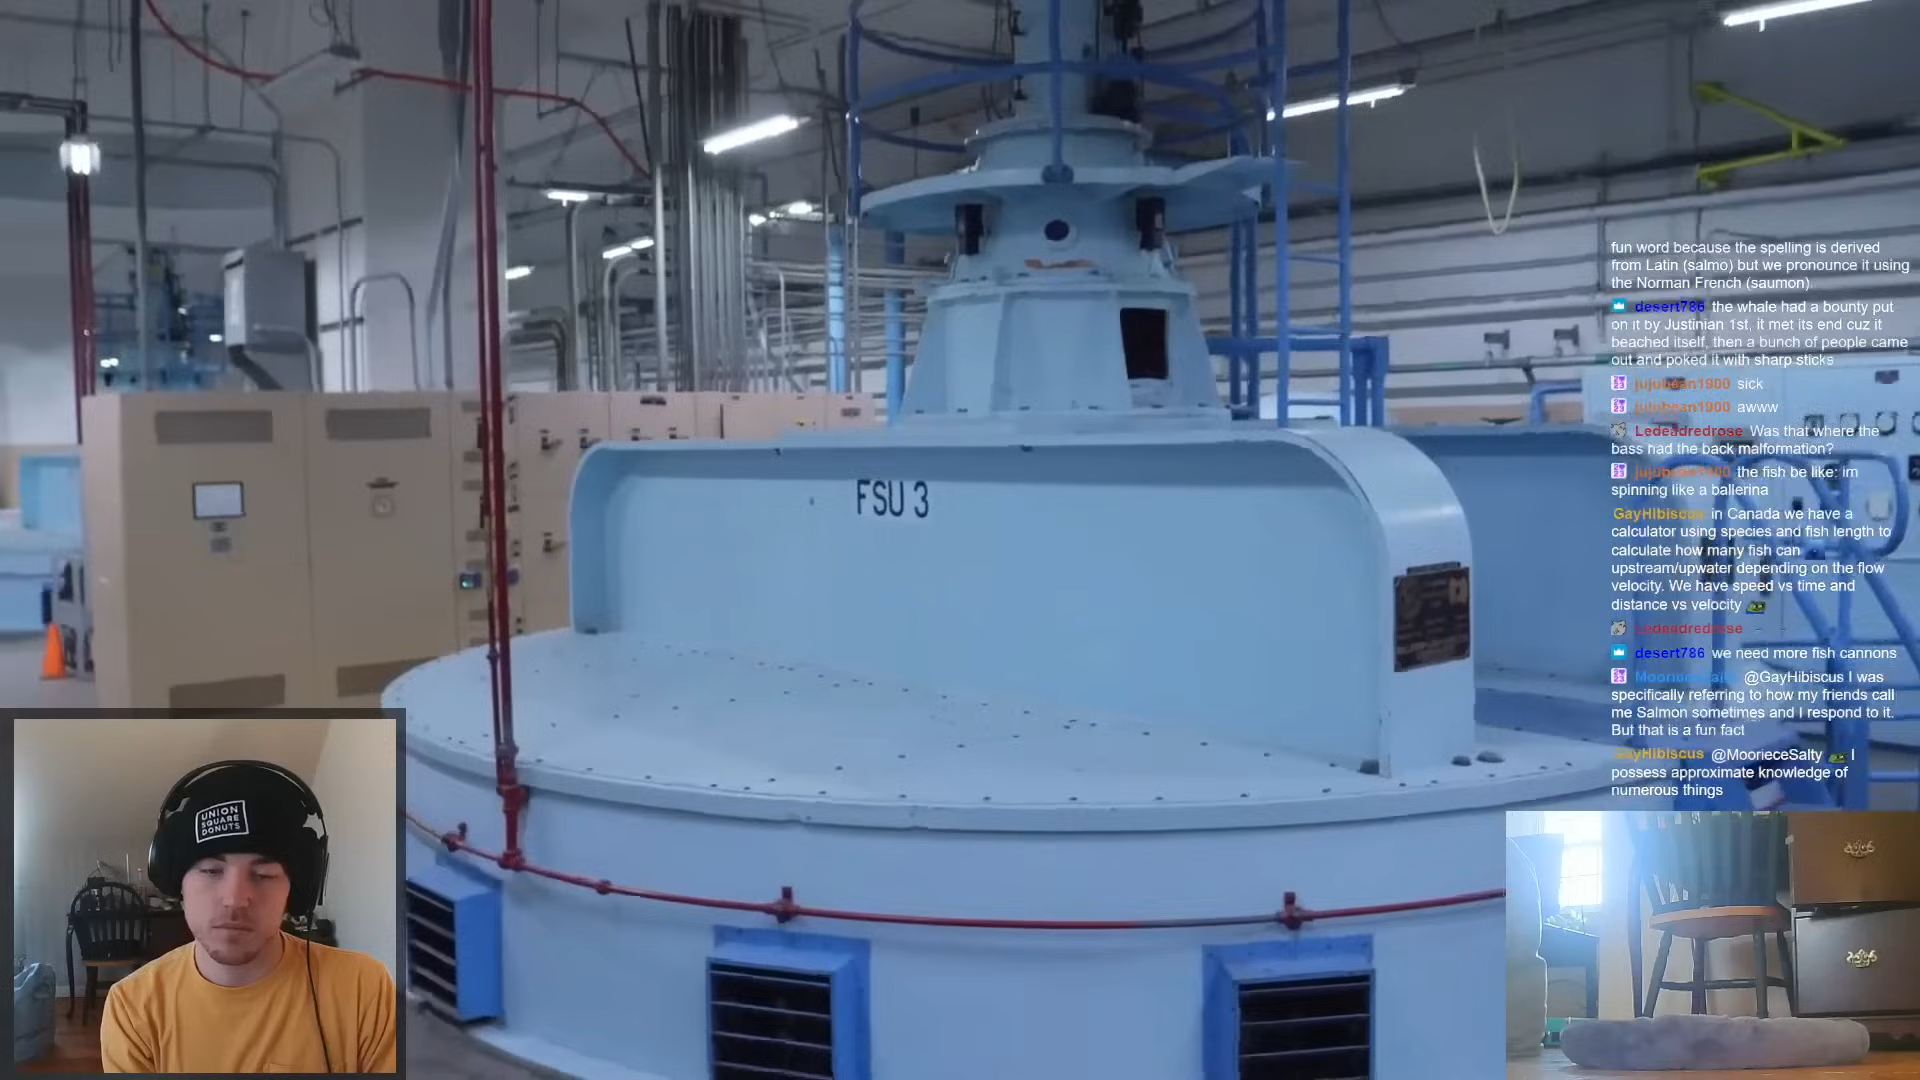 FSU 3
UNION
SQUARE
DONUTS
fun word because the spelling is derived
from Latin (salmo) but we pronounce it using
the Norman French (saumon).
desert786 the whale had a bounty put
on it by Justinian 1st, it met its end cuz it
beached itself, then a bunch of people came
out and poked it with sharp sticks
jujubean1900 sick
jujubean1900 awww
Ledeadredrose Was that where the
bass had the back malformation?
jujubean1900 the fish be like: im
spinning like a ballerina
GayHibiscus in Canada we have a
calculator using species and fish length to
calculate how many fish can
upstream/upwater depending on the flow
velocity. We have speed vs time and
distance vs velocity
Ledeadredrose
desert786 we need more fish cannons
MoorieceSalty @GayHibiscus I was
specifically referring to how my friends call
me Salmon sometimes and I respond to it.
But that is a fun fact
GayHibiscus @MoorieceSalty I
possess approximate knowledge of
numerous things